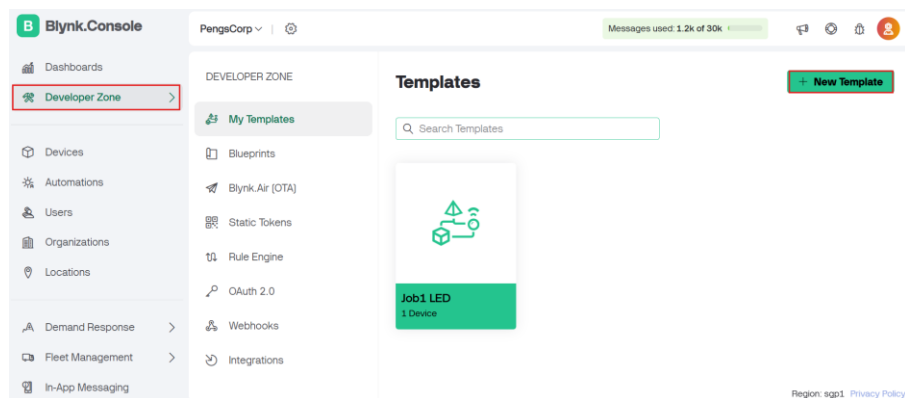 B Blynk.Console
Dashboards
Developer Zone
Devices
Automations
Users
Organizations
Locations
Demand Response
Fleet Management
In-App Messaging
PengsCorp
Messages used: 1.2k of 30k
DEVELOPER ZONE
My Templates
Blueprints
Blynk.Air (OTA)
Static Tokens
Rule Engine
OAuth 2.0
Webhooks
Integrations
Templates
+ New Template
Search Templates
Job1 LED
1 Device
Region: sgp1 Privacy Policy